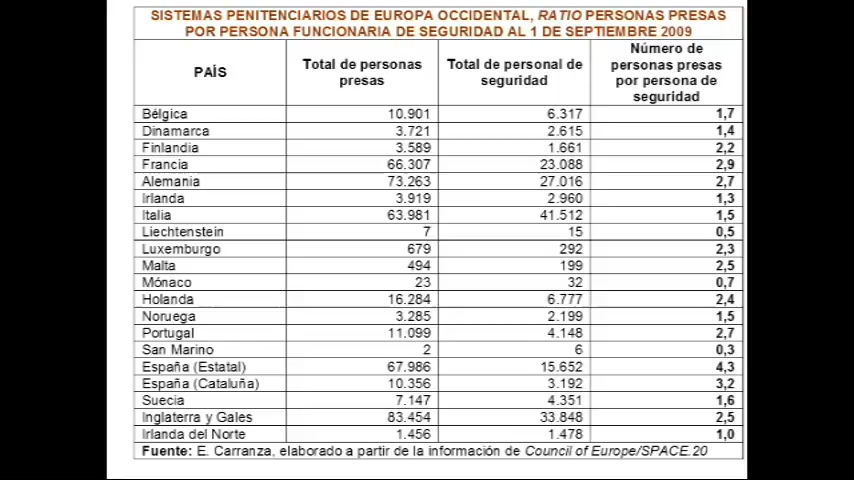 SISTEMAS PENITENCIARIOS DE EUROPA OCCIDENTAL, RATIO PERSONAS PRESAS
POR PERSONA FUNCIONARIA DE SEGURIDAD AL 1 DE SEPTIEMBRE 2009
PAÍS Total de personas presas Total de personal de seguridad Número de personas presas por persona de seguridad
Bélgica 10.901 6.317 1,7
Dinamarca 3.721 2.615 1,4
Finlandia 3.589 1.661 2,2
Francia 66.307 23.088 2,9
Alemania 73.263 27.016 2,7
Irlanda 3.919 2.960 1,3
Italia 63.981 41.512 1,5
Liechtenstein 7 15 0,5
Luxemburgo 679 292 2,3
Malta 494 199 2,5
Mónaco 23 32 0,7
Holanda 16.284 6.777 2,4
Noruega 3.285 2.199 1,5
Portugal 11.099 4.148 2,7
San Marino 2 6 0,3
España (Estatal) 67.986 15.652 4,3
España (Cataluña) 10.356 3.192 3,2
Suecia 7.147 4.351 1,6
Inglaterra y Gales 83.454 33.848 2,5
Irlanda del Norte 1.456 1.478 1,0
Fuente: E. Carranza, elaborado a partir de la información de Council of Europe/SPACE.20